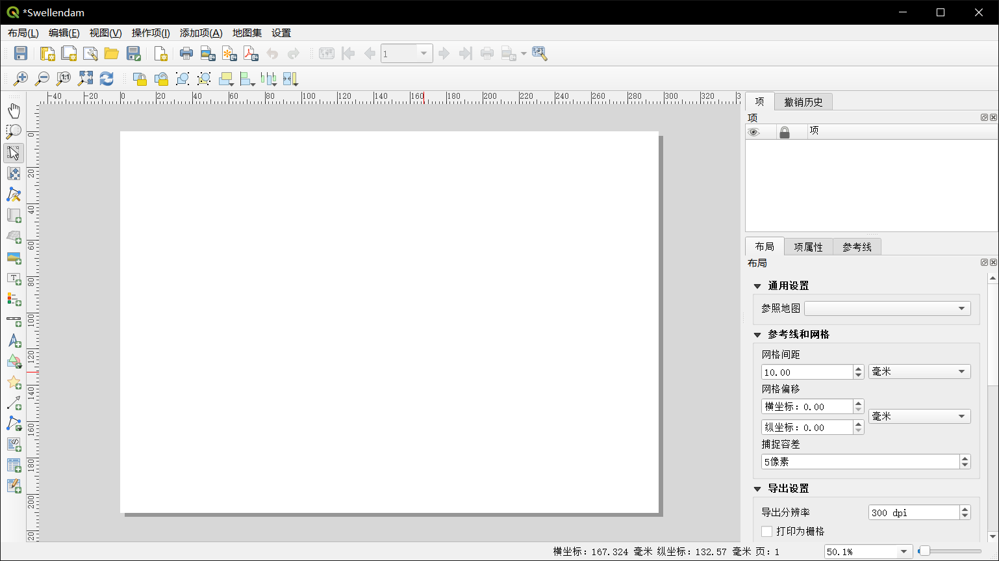 *Swellendam
布局(L) 编辑(E) 视图(V) 操作项(I) 添加项(A) 地图集 设置
1
1:1
-40 -20 0 20 40 60 80 100 120 140 160 180 200 220 240 260 280 300 320 3
0
20
40
60
80
100
120
140
160
180
200
20
项 撤销历史
项
项
布局 项属性 参考线
布局
通用设置
参照地图
参考线和网格
网格间距
10.00 毫米
网格偏移
横坐标：0.00
毫米
纵坐标：0.00
捕捉容差
5像素
导出设置
导出分辨率 300 dpi
打印为栅格
横坐标：167.324 毫米 纵坐标：132.57 毫米 页：1 50.1%